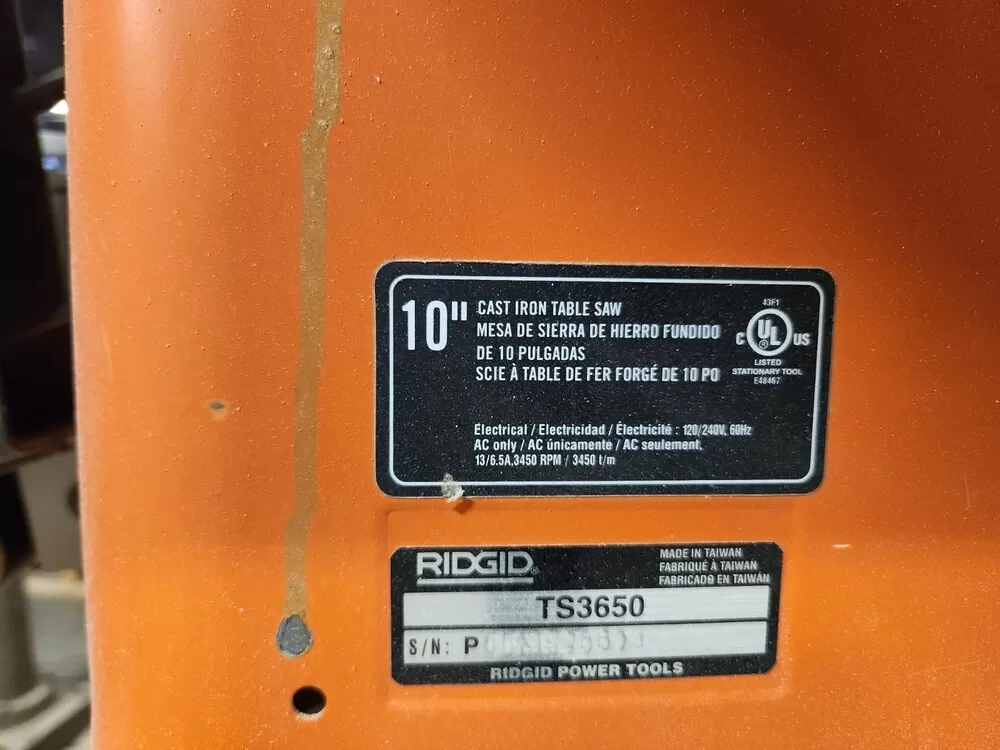 10"
CAST IRON TABLE SAW
MESA DE SIERRA DE HIERRO FUNDIDO
DE 10 PULGADAS
SCIE À TABLE DE FER FORGÉ DE 10 PO
43F1
C UL US
®
LISTED
STATIONARY TOOL
E48467
Electrical / Electricidad / Électricité : 120/240V, 60Hz
AC only / AC únicamente / AC seulement,
13/6.5A,3450 RPM / 3450 t/m
RIDGID®
MADE IN TAIWAN
FABRIQUÉ À TAIWAN
FABRICADO EN TAIWÁN
TS3650
S/N: P
RIDGID POWER TOOLS